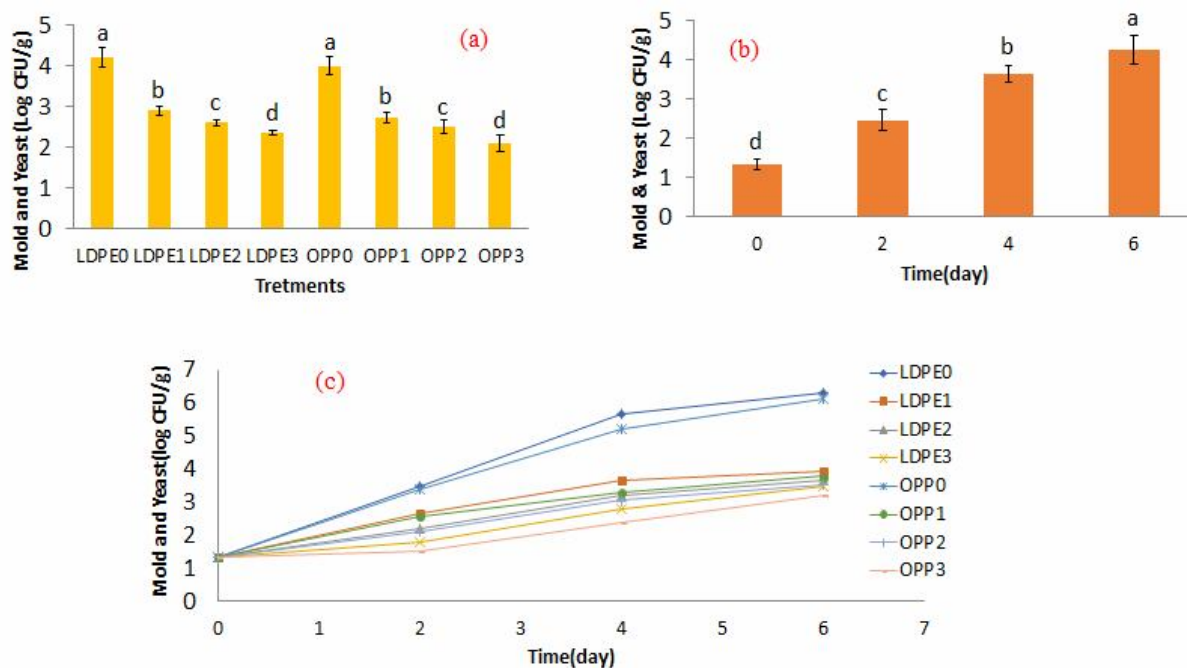 Mold and Yeast (Log CFU/g)
5
4
3
2
1
0
a
b
c
d
a
b
c
d
(a)
LDPE0 LDPE1 LDPE2 LDPE3 OPP0 OPP1 OPP2 OPP3
Tretments
Mold & Yeast (Log CFU/g)
5
4
3
2
1
0
(b)
d
c
b
a
0 2 4 6
Time(day)
Mold and Yeast(log CFU/g)
7
6
5
4
3
2
1
0
(c)
0 1 2 3 4 5 6 7
Time(day)
LDPE0
LDPE1
LDPE2
LDPE3
OPP0
OPP1
OPP2
OPP3